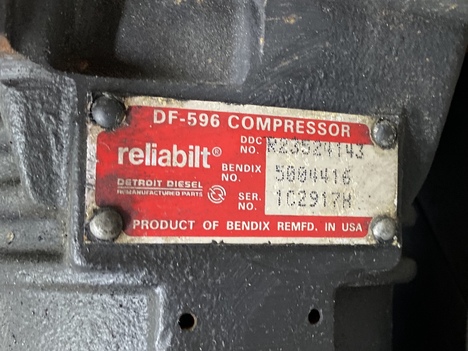 DF-596 COMPRESSOR
reliabilt®
DDC NO. R23524143
BENDIX NO. 5004416
DETROIT DIESEL
REMANUFACTURED PARTS
SER. NO. 1C2917H
PRODUCT OF BENDIX REMFD. IN USA